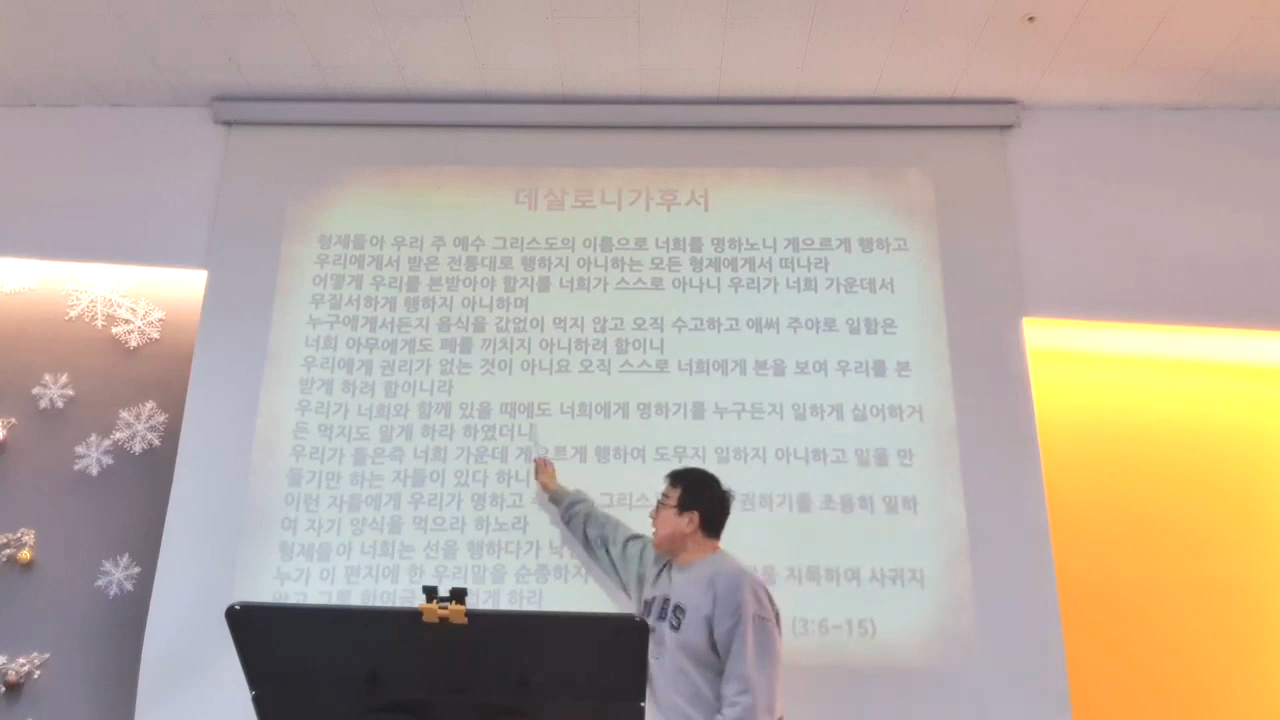 데살로니가후서
형제들아 우리 주 예수 그리스도의 이름으로 너희를 명하노니 게으르게 행하고
우리에게서 받은 전통대로 행하지 아니하는 모든 형제에게서 떠나라
어떻게 우리를 본받아야 할지를 너희가 스스로 아나니 우리가 너희 가운데서
무질서하게 행하지 아니하며
누구에게서든지 음식을 값없이 먹지 않고 오직 수고하고 애써 주야로 일함은
너희 아무에게도 폐를 끼치지 아니하려 함이니
우리에게 권리가 없는 것이 아니요 오직 스스로 너희에게 본을 보여 우리를 본
받게 하려 함이니라
우리가 너희와 함께 있을 때에도 너희에게 명하기를 누구든지 일하기 싫어하거
든 먹지도 말게 하라 하였더니
우리가 들은즉 너희 가운데 게으르게 행하여 도무지 일하지 아니하고 일을 만
들기만 하는 자들이 있다 하니
이런 자들에게 우리가 명하고 그리스 권하기를 조용히 일하
여 자기 양식을 먹으라 하노라
형제들아 너희는 선을 행하다가
누가 이 편지에 한 우리말을 순종하지 지목하여 사귀지
하리
(3:6-15)